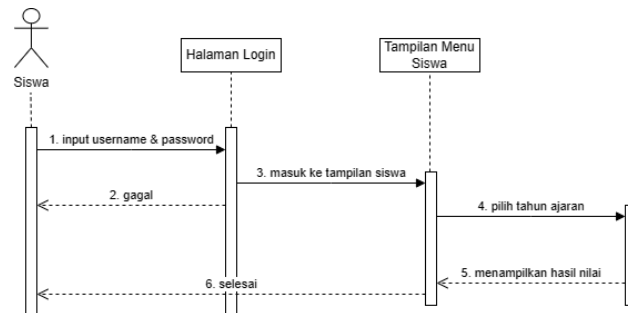 Siswa
Halaman Login
Tampilan Menu
Siswa
1. input username & password
3. masuk ke tampilan siswa
2. gagal
4. pilih tahun ajaran
5. menampilkan hasil nilai
6. selesai